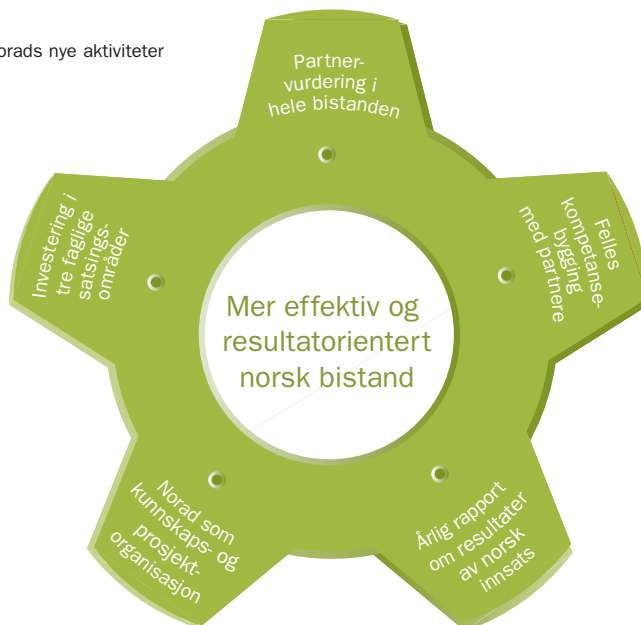 orads nye aktiviteter
Partner-
vurdering i
hele bistanden
Felles
kompetanse-
bygging
med partnere
Årlig rapport
om resultater
av norsk
innsats
Norad som
kunnskaps- og
prosjekt-
organisasjon
Investering i
tre faglige
satsings-
områder
Mer effektiv og
resultatorientert
norsk bistand